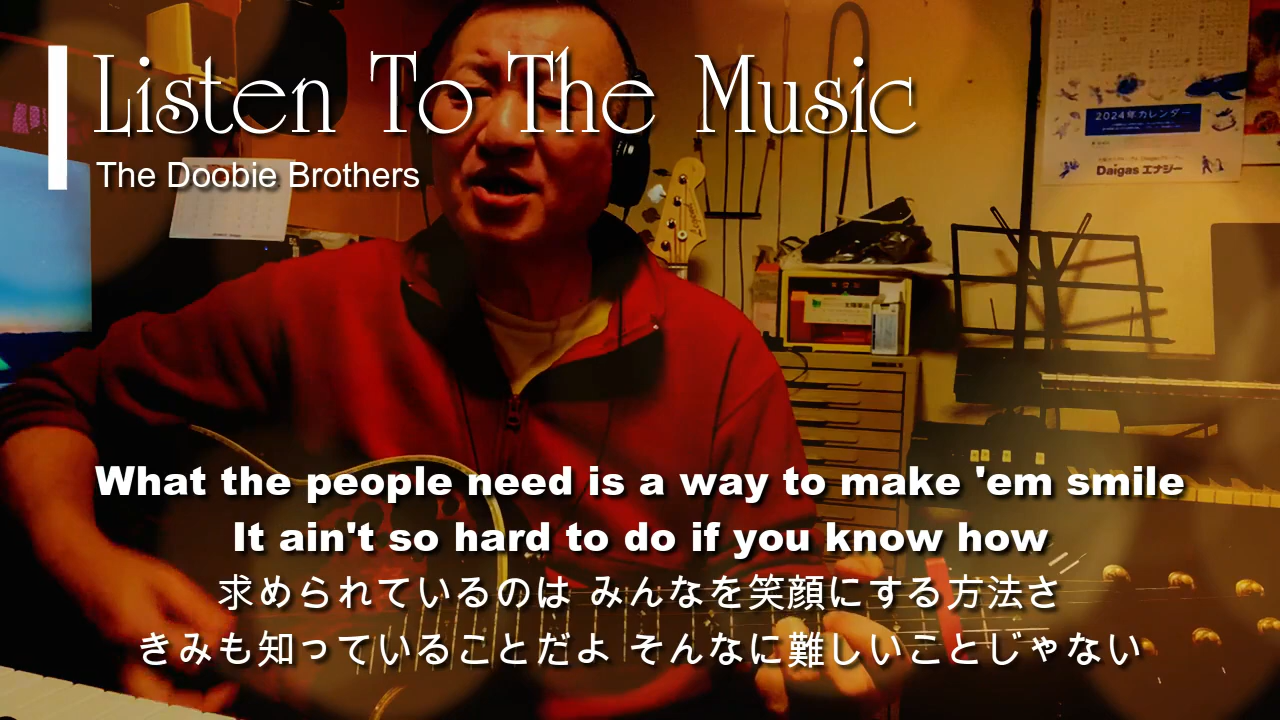 Listen To The Music
The Doobie Brothers
2024年カレンダー
Daigas エナジー
What the people need is a way to make 'em smile
It ain't so hard to do if you know how
求められているのは みんなを笑顔にする方法さ
きみも知っていることだよ そんなに難しいことじゃない